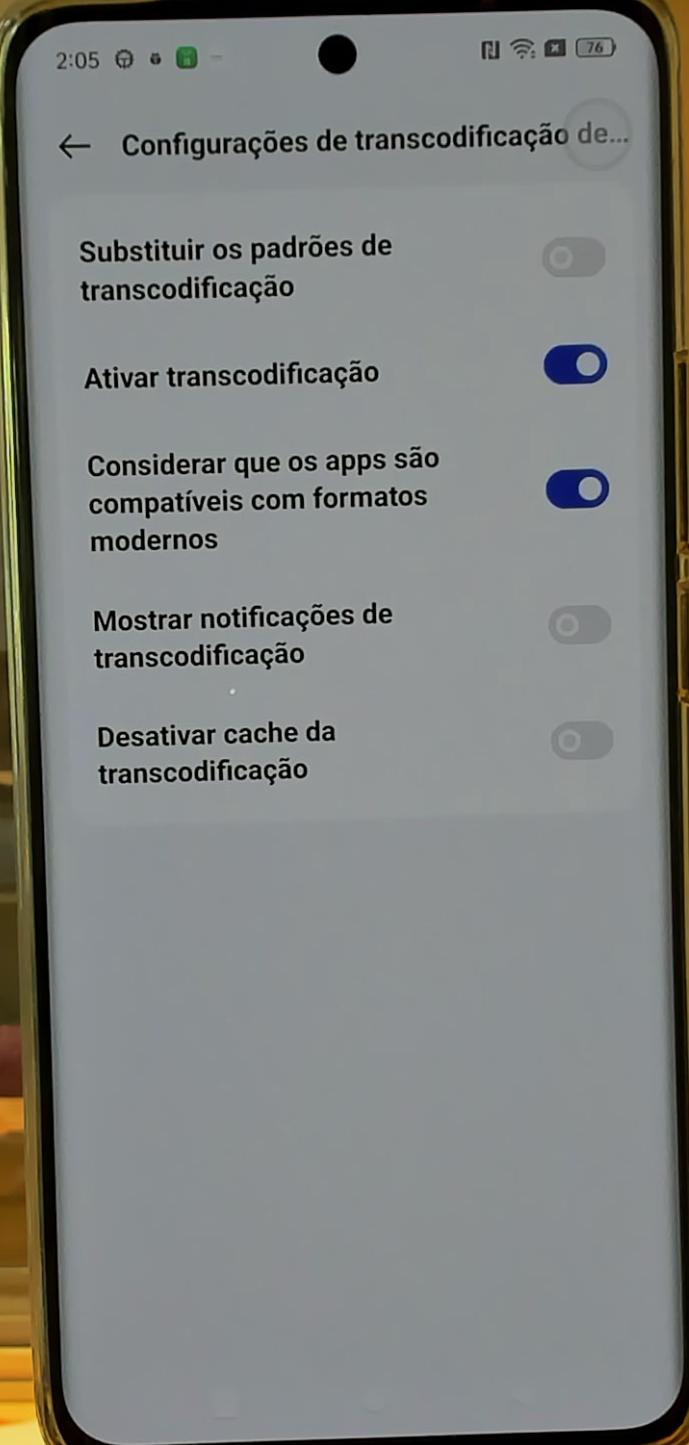 2:05
76
Configurações de transcodificação de...
Substituir os padrões de
transcodificação
Ativar transcodificação
Considerar que os apps são
compatíveis com formatos
modernos
Mostrar notificações de
transcodificação
Desativar cache da
transcodificação